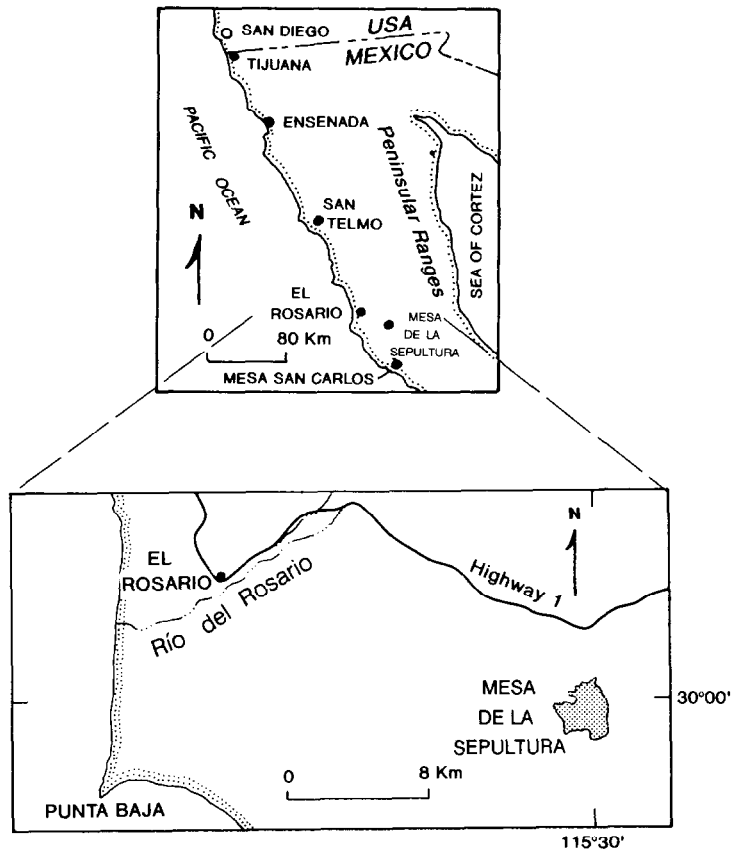 SAN DIEGO
USA
MEXICO
TIJUANA
ENSENADA
PACIFIC OCEAN
Peninsular Ranges
SEA OF CORTEZ
N
SAN
TELMO
EL
ROSARIO
MESA
DE LA
SEPULTURA
0 80 Km
MESA SAN CARLOS
EL
ROSARIO
Río del Rosario
Highway 1
N
MESA
DE LA
SEPULTURA
30°00'
0 8 Km
PUNTA BAJA
115°30'